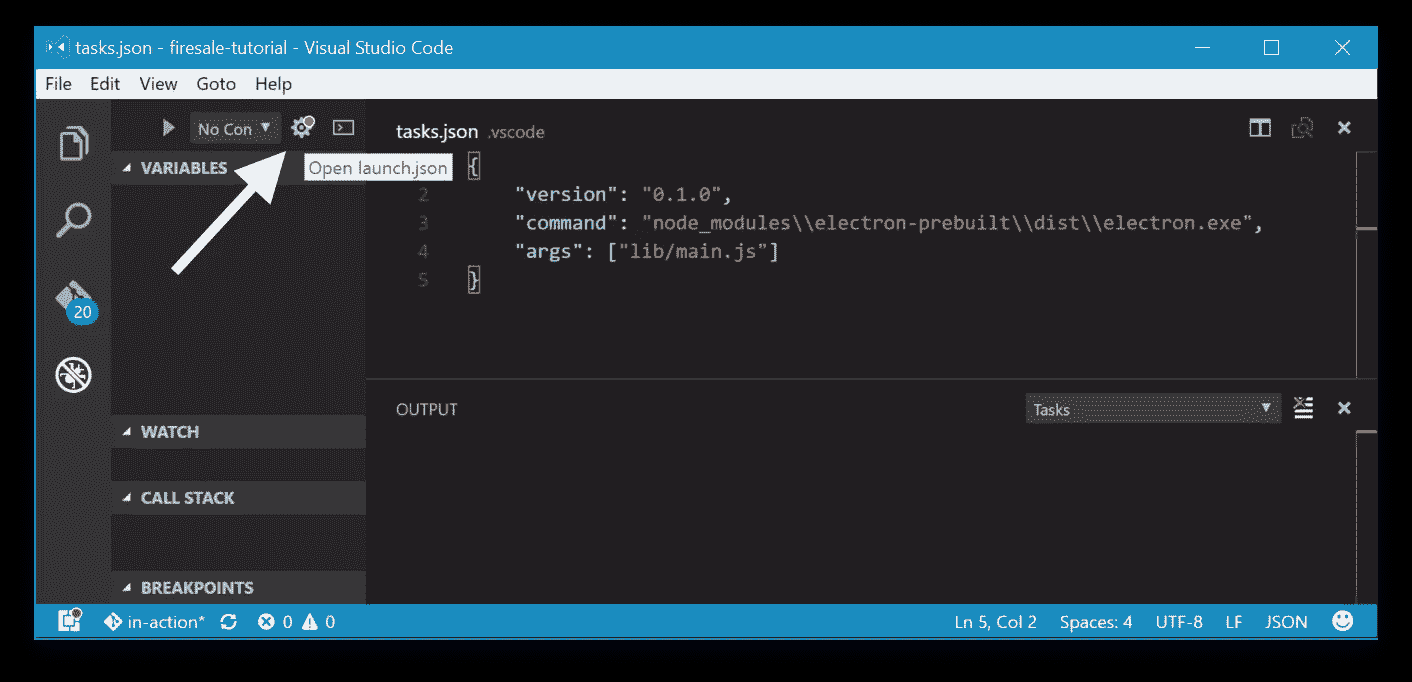 tasks.json - firesale-tutorial - Visual Studio Code
File Edit View Goto Help
No Con
tasks.json .vscode
VARIABLES
Open launch.json
{
2 "version": "0.1.0",
3 "command": "node_modules\\electron-prebuilt\\dist\\electron.exe",
4 "args": ["lib/main.js"]
5 }
20
OUTPUT
Tasks
WATCH
CALL STACK
BREAKPOINTS
in-action* 0 0 Ln 5, Col 2 Spaces: 4 UTF-8 LF JSON